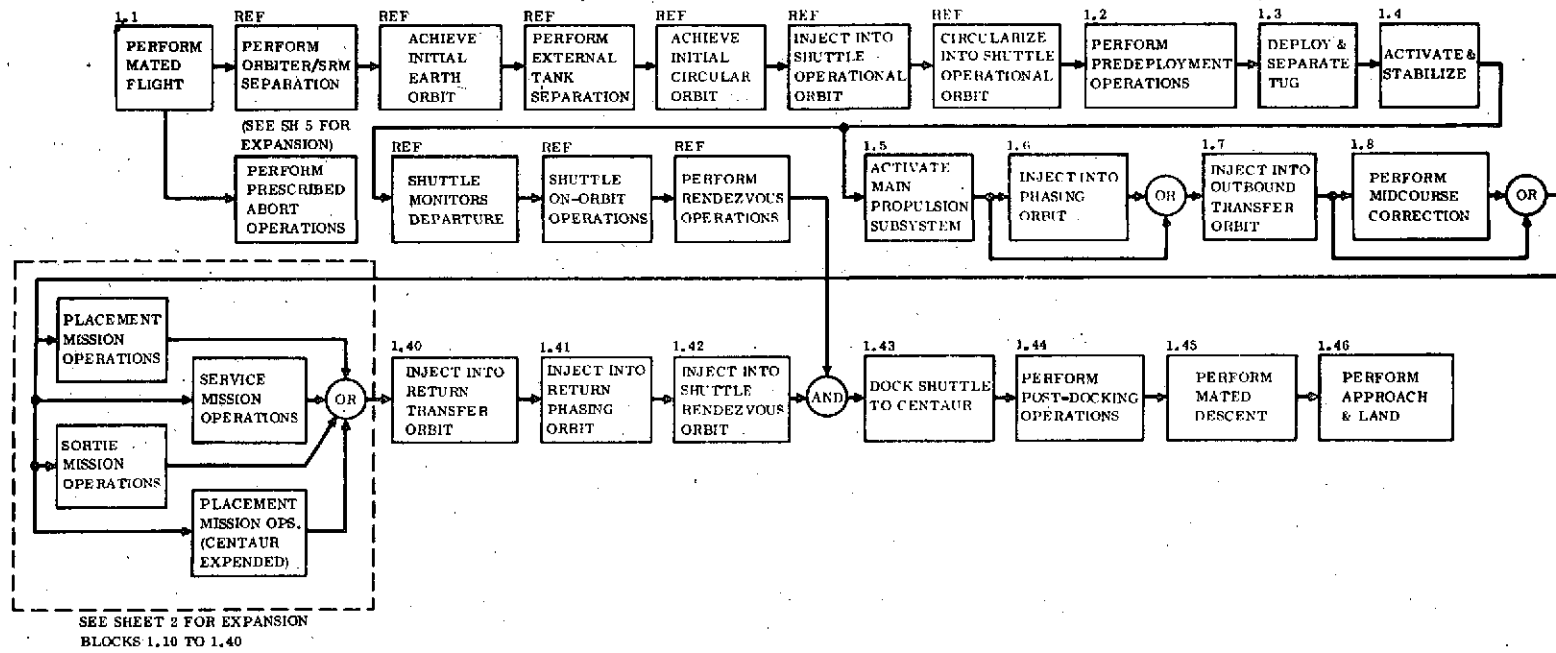 1.1
PERFORM
MATED
FLIGHT
REF
PERFORM
ORBITER/SRM
SEPARATION
REF
ACHIEVE
INITIAL
EARTH
ORBIT
REF
PERFORM
EXTERNAL
TANK
SEPARATION
REF
ACHIEVE
INITIAL
CIRCULAR
ORBIT
REF
INJECT INTO
SHUTTLE
OPERATIONAL
ORBIT
REF
CIRCULARIZE
INTO SHUTTLE
OPERATIONAL
ORBIT
1.2
PERFORM
PREDEPLOYMENT
OPERATIONS
1.3
DEPLOY &
SEPARATE
TUG
1.4
ACTIVATE &
STABILIZE
(SEE SH 5 FOR
EXPANSION)
PERFORM
PRESCRIBED
ABORT
OPERATIONS
REF
SHUTTLE
MONITORS
DEPARTURE
REF
SHUTTLE
ON-ORBIT
OPERATIONS
REF
PERFORM
RENDEZVOUS
OPERATIONS
1.5
ACTIVATE
MAIN
PROPULSION
SUBSYSTEM
1.6
INJECT INTO
PHASING
ORBIT
OR
1.7
INJECT INTO
OUTBOUND
TRANSFER
ORBIT
1.8
PERFORM
MIDCOURSE
CORRECTION
OR
PLACEMENT
MISSION
OPERATIONS
SERVICE
MISSION
OPERATIONS
SORTIE
MISSION
OPERATIONS
PLACEMENT
MISSION OPS.
(CENTAUR
EXPENDED)
OR
1.40
INJECT INTO
RETURN
TRANSFER
ORBIT
1.41
INJECT INTO
RETURN
PHASING
ORBIT
1.42
INJECT INTO
SHUTTLE
RENDEZVOUS
ORBIT
AND
1.43
DOCK SHUTTLE
TO CENTAUR
1.44
PERFORM
POST-DOCKING
OPERATIONS
1.45
PERFORM
MATED
DESCENT
1.46
PERFORM
APPROACH
& LAND
SEE SHEET 2 FOR EXPANSION
BLOCKS 1.10 TO 1.40